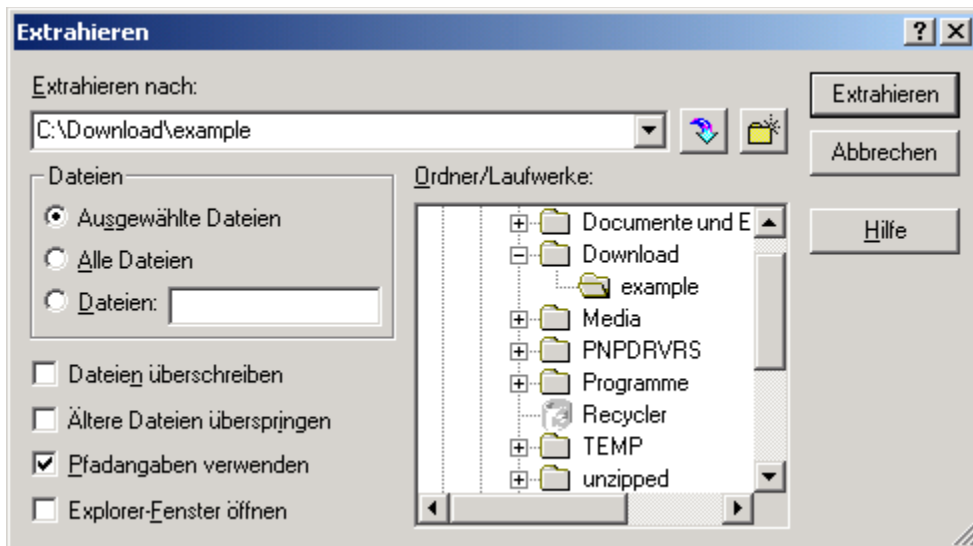 Extrahieren
Extrahieren nach:
C:\Download\example
Extrahieren
Abbrechen
Hilfe
Dateien
Ausgewählte Dateien
Alle Dateien
Dateien:
Dateien überschreiben
Ältere Dateien überspringen
Pfadangaben verwenden
Explorer-Fenster öffnen
Ordner/Laufwerke:
Documente und E
Download
example
Media
PNPDRVRS
Programme
Recycler
TEMP
unzipped